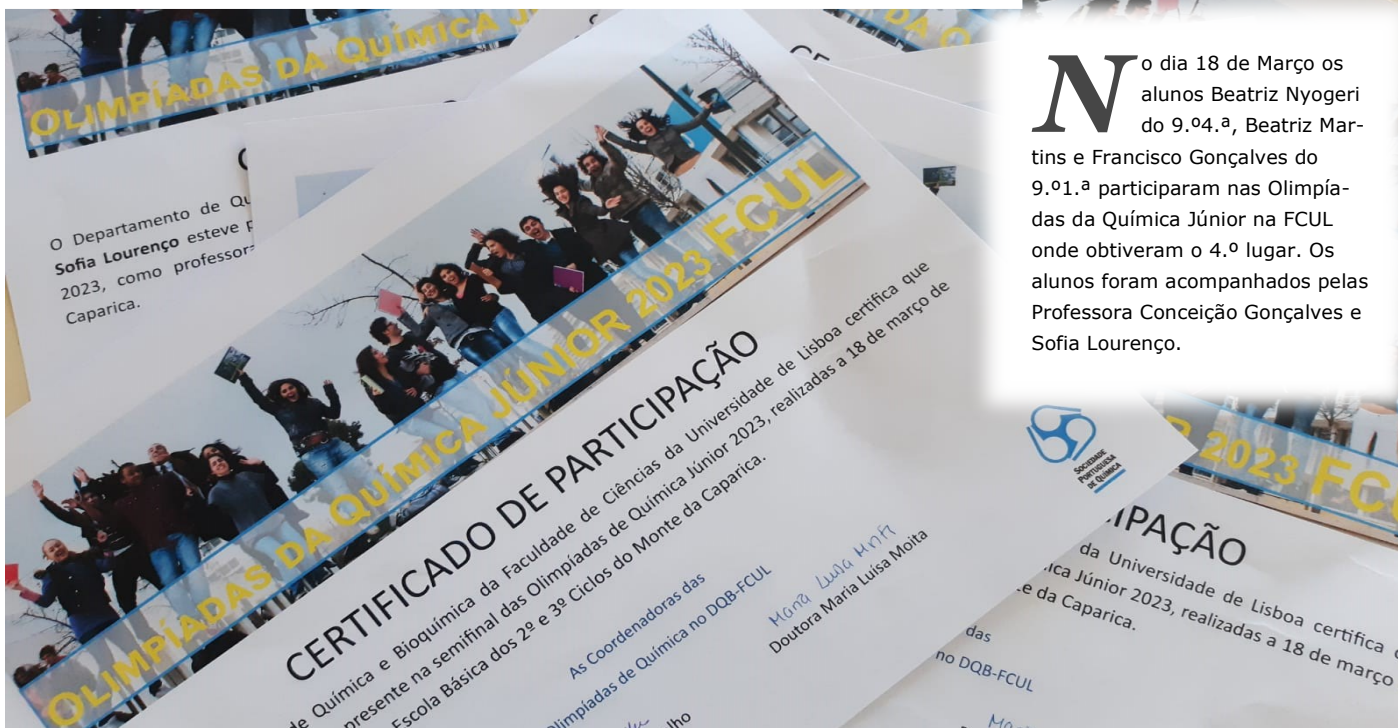 No dia 18 de Março os
alunos Beatriz Nyogeri
do 9.º4.ª, Beatriz Mar-
tins e Francisco Gonçalves do
9.º1.ª participaram nas Olimpía-
das da Química Júnior na FCUL
onde obtiveram o 4.º lugar. Os
alunos foram acompanhados pelas
Professora Conceição Gonçalves e
Sofia Lourenço.
OLIMPÍADAS DA QUÍMICA
DA
O Departamento de
Sofia Lourenço esteve
2023, como professora
Caparica.
OLIMPÍADAS DA QUÍMICA JÚNIOR 2023 FCUL
CERTIFICADO DE PARTICIPAÇÃO
de Química e Bioquímica da Faculdade de Ciências da Universidade de Lisboa certifica que
presente na semifinal das Olimpíadas de Química Júnior 2023, realizadas a 18 de março de
Escola Básica dos 2º e 3º Ciclos do Monte da Caparica.
As Coordenadoras das
Olimpíadas de Química no DQB-FCUL
Doutora Maria Luísa Moita
SOCIEDADE
PORTUGUESA
DE QUÍMICA
2023
da Universidade de Lisboa certifica
Júnior 2023, realizadas a 18 de março
da Caparica.
das
no DQB-FCUL